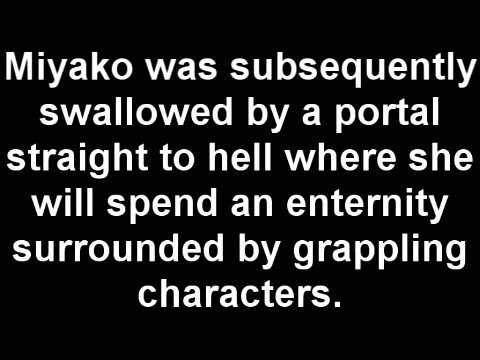 Miyako was subsequently
swallowed by a portal
straight to hell where she
will spend an enternity
surrounded by grappling
characters.